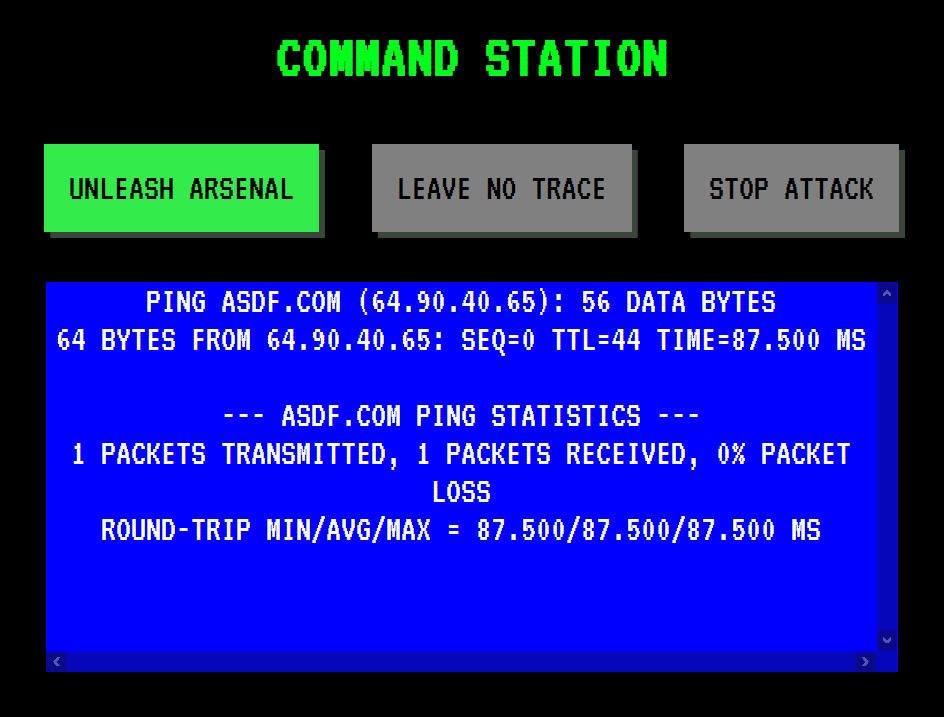 COMMAND STATION
UNLEASH ARSENAL
LEAVE NO TRACE
STOP ATTACK
PING ASDF.COM (64.90.40.65): 56 DATA BYTES
64 BYTES FROM 64.90.40.65: SEQ=0 TTL=44 TIME=87.500 MS
--- ASDF.COM PING STATISTICS ---
1 PACKETS TRANSMITTED, 1 PACKETS RECEIVED, 0% PACKET
LOSS
ROUND-TRIP MIN/AVG/MAX = 87.500/87.500/87.500 MS